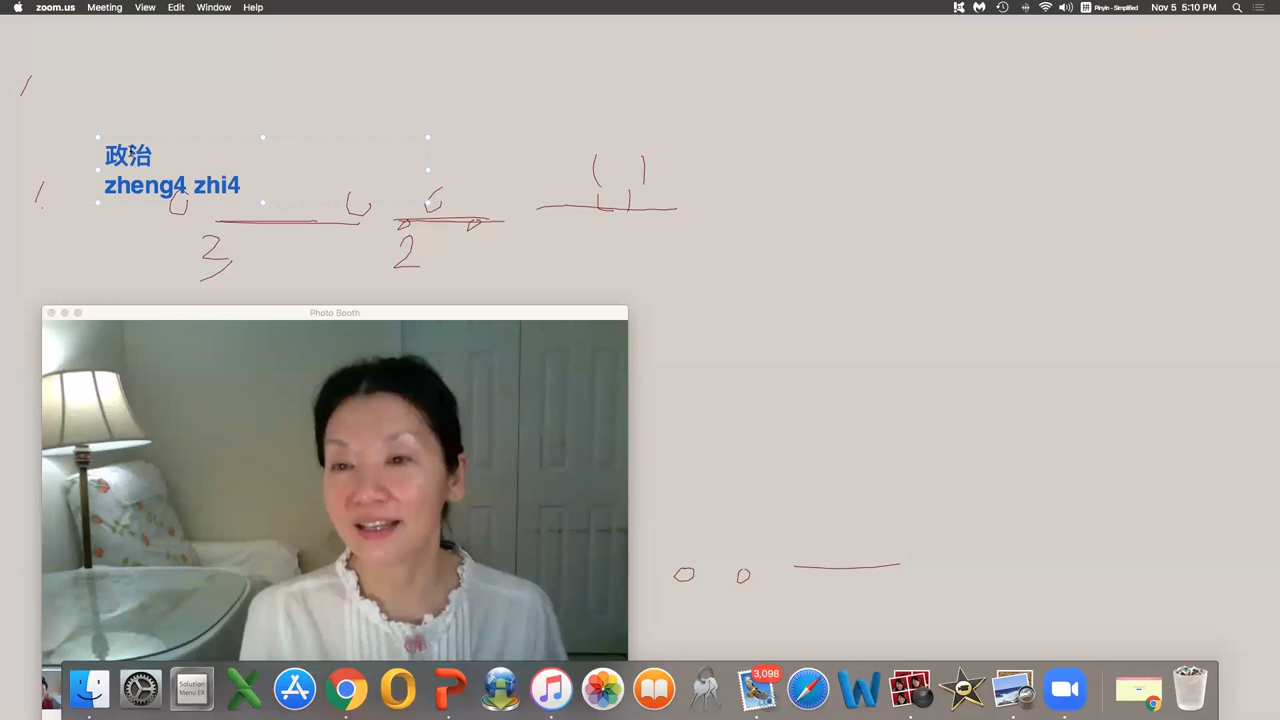 zoom.us Meeting View Edit Window Help Pinyin - Simplified Nov 5 5:10 PM
政治
zheng4 zhi4
3 2
Photo Booth
Solution Menu EX
3,098